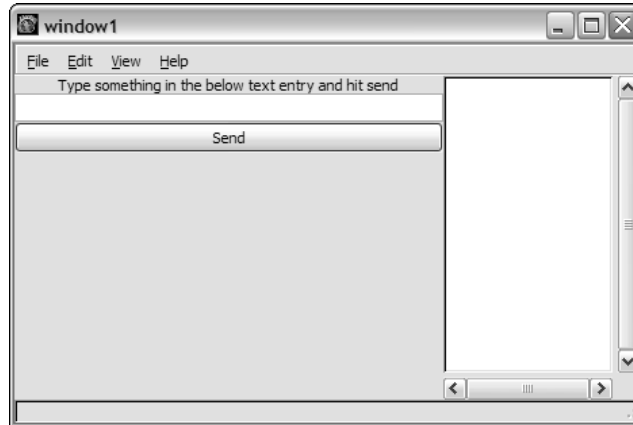 window1
File Edit View Help
Type something in the below text entry and hit send
Send